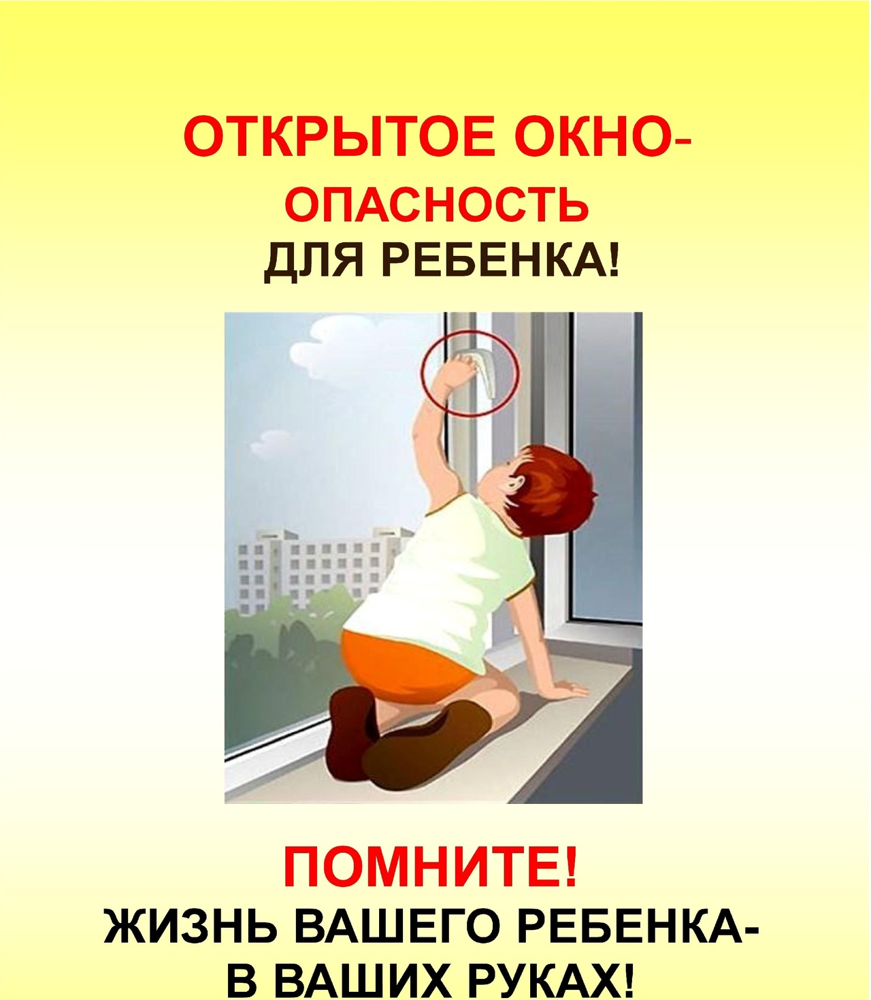 ОТКРЫТОЕ ОКНО-
ОПАСНОСТЬ
ДЛЯ РЕБЕНКА!
ПОМНИТЕ!
ЖИЗНЬ ВАШЕГО РЕБЕНКА-
В ВАШИХ РУКАХ!